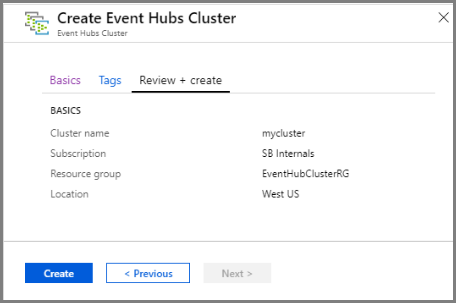 Create Event Hubs Cluster
Event Hubs Cluster
Basics Tags Review + create
BASICS
Cluster name mycluster
Subscription SB Internals
Resource group EventHubClusterRG
Location West US
Create < Previous Next >